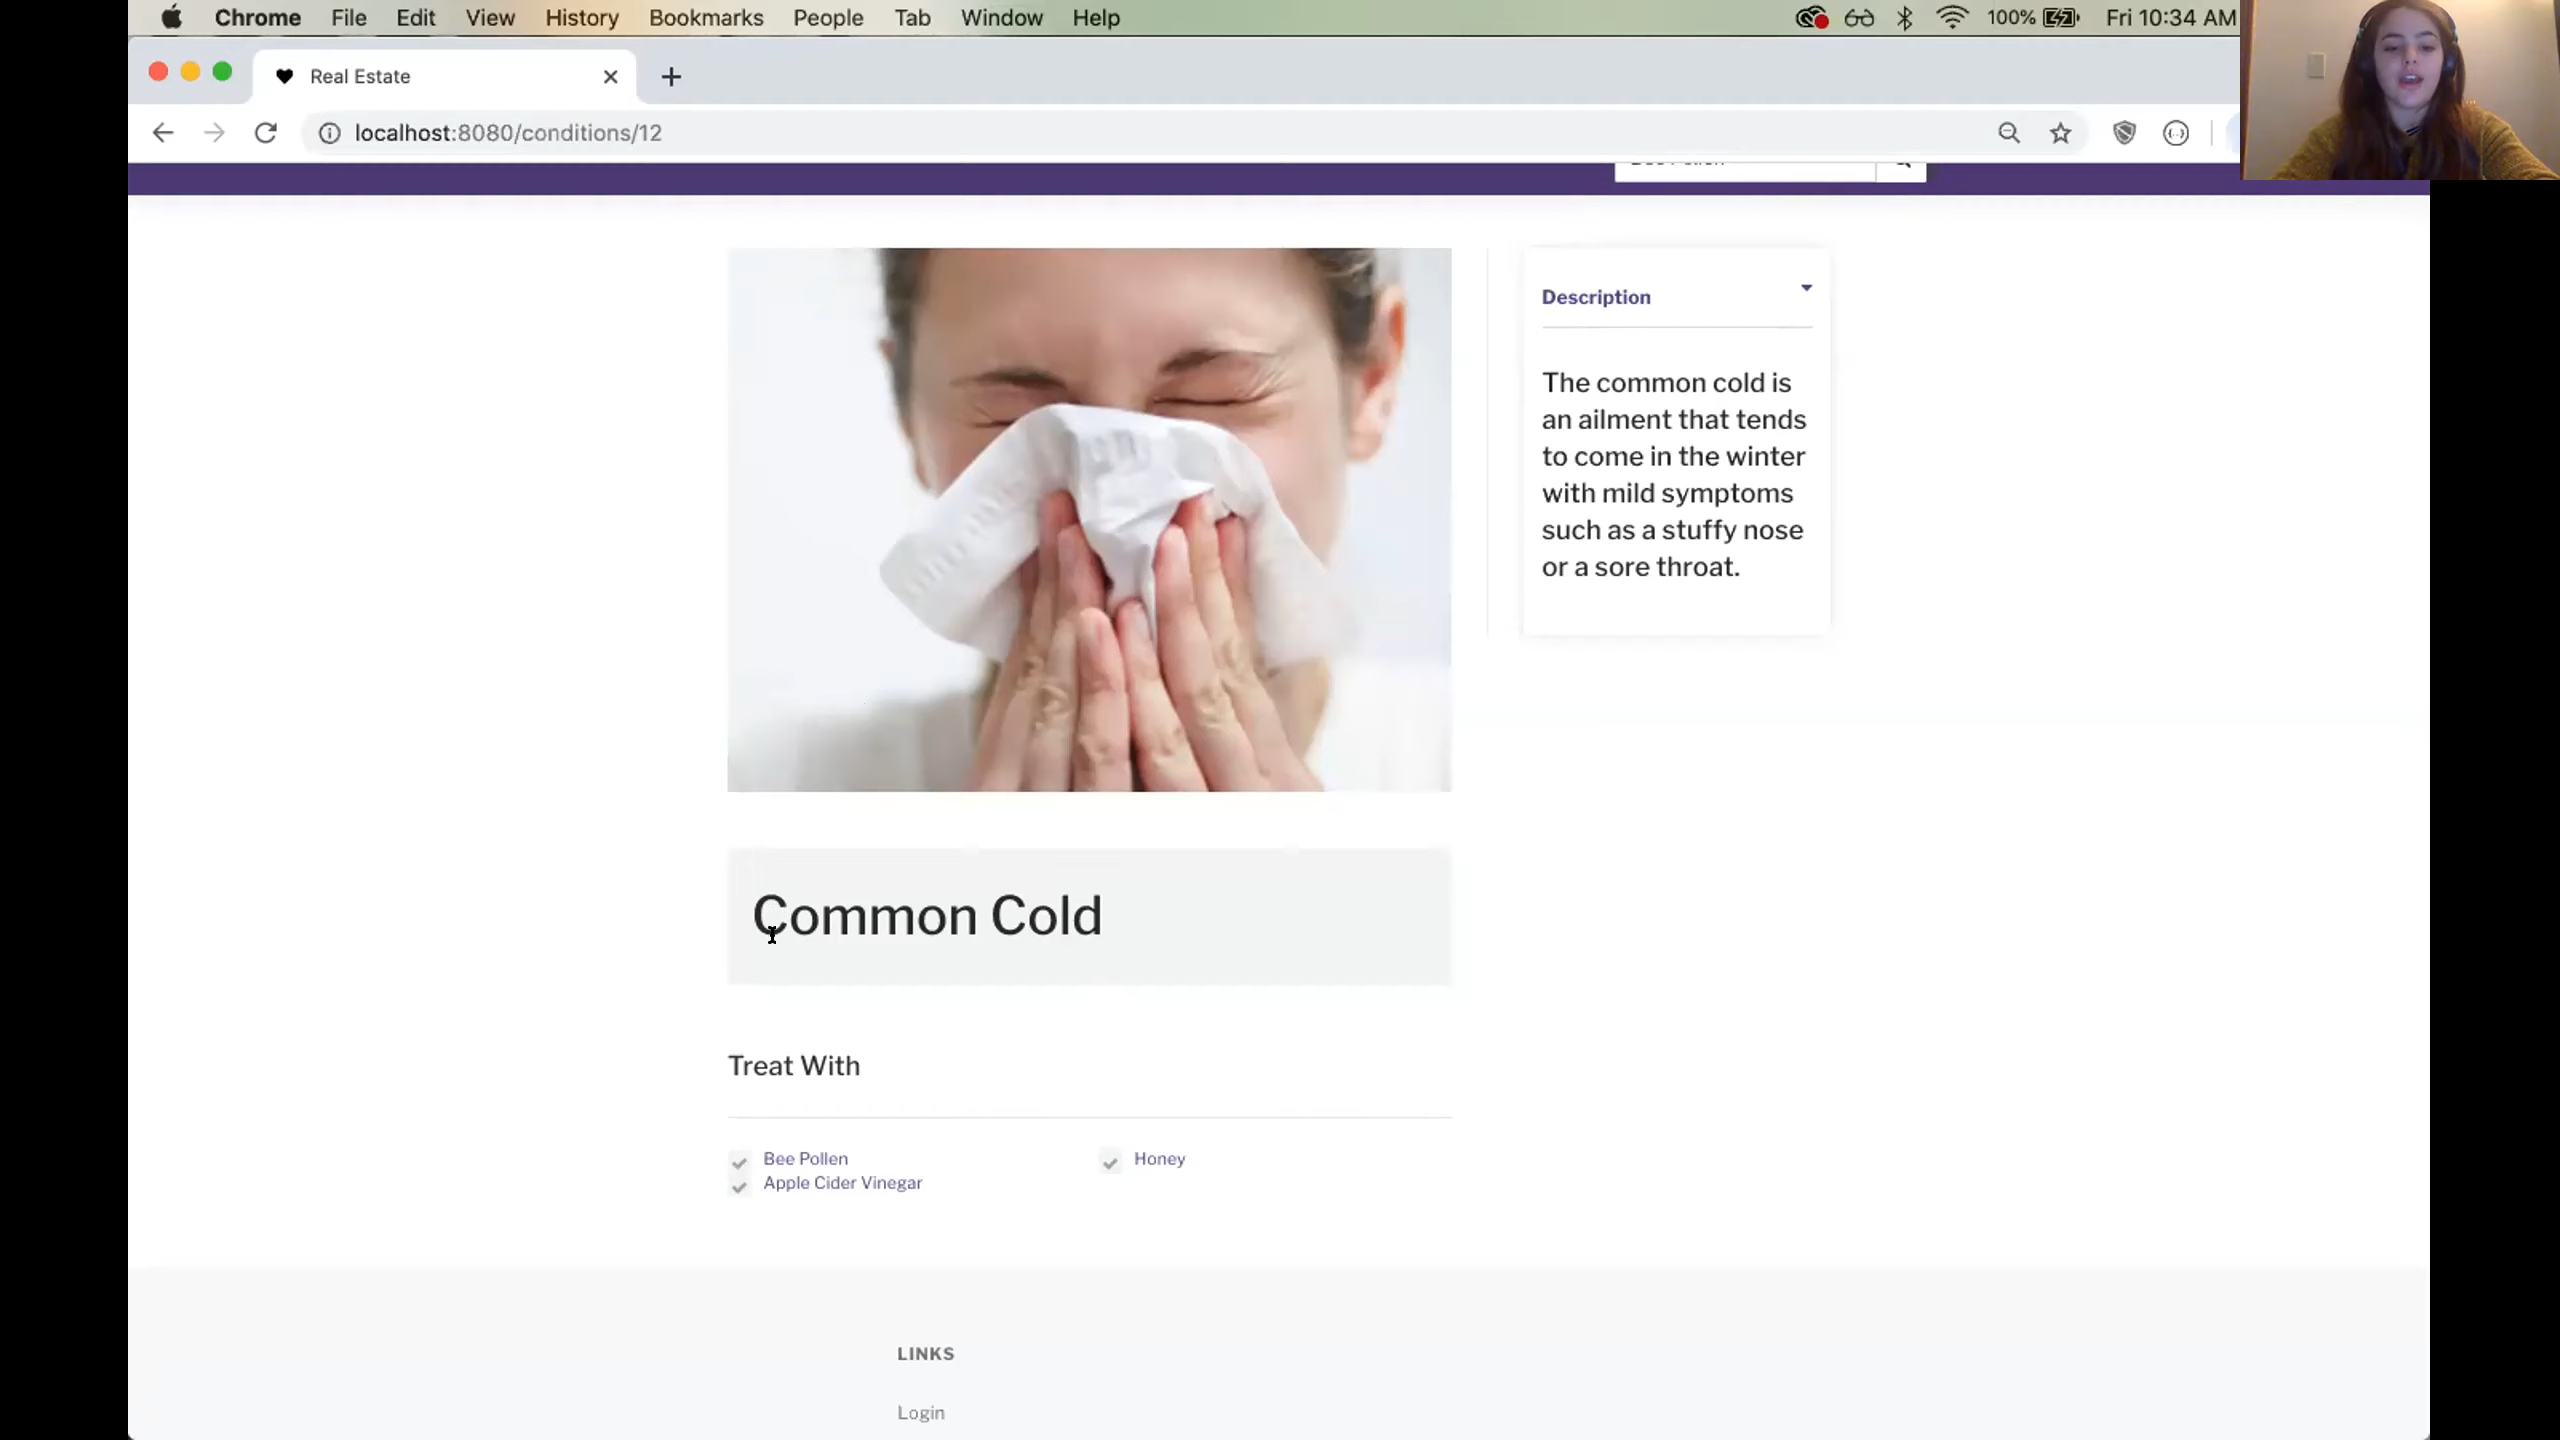 Chrome File Edit View History Bookmarks People Tab Window Help 100% Fri 10:34 AM
Real Estate
localhost:8080/conditions/12
Description
The common cold is
an ailment that tends
to come in the winter
with mild symptoms
such as a stuffy nose
or a sore throat.
Common Cold
Treat With
Bee Pollen Honey
Apple Cider Vinegar
LINKS
Login